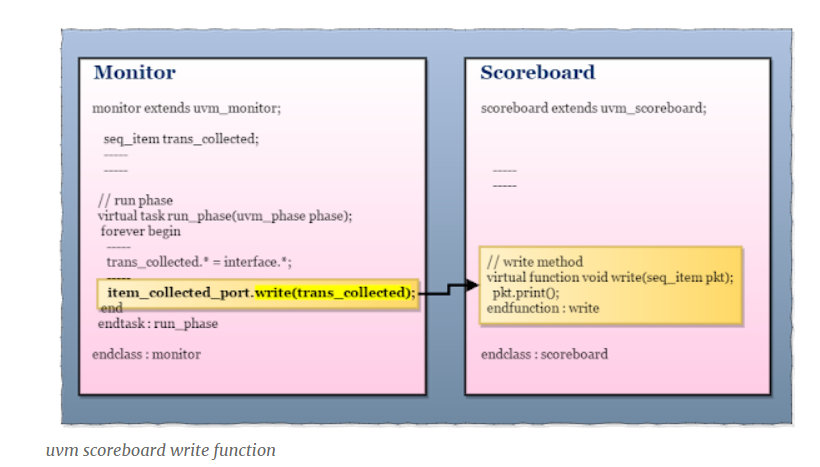 Monitor
monitor extends uvm_monitor;
seq_item trans_collected;
-----
-----
// run phase
virtual task run_phase(uvm_phase phase);
forever begin
-----
trans_collected.* = interface.*;
-----
item_collected_port.write(trans_collected);
end
endtask : run_phase
endclass : monitor
Scoreboard
scoreboard extends uvm_scoreboard;
-----
-----
// write method
virtual function void write(seq_item pkt);
pkt.print();
endfunction : write
endclass : scoreboard
uvm scoreboard write function